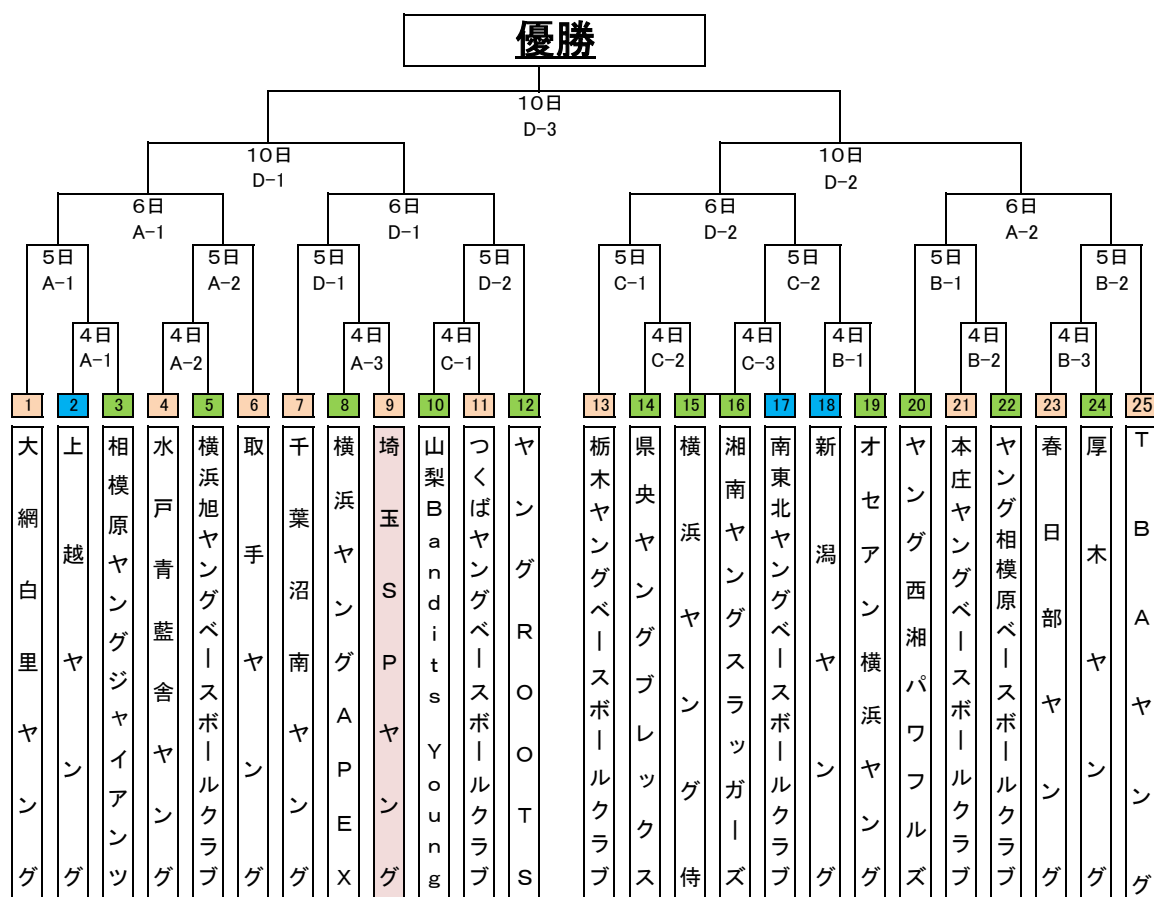 優勝
10日
D-3
10日
D-1
10日
D-2
6日
A-1
6日
D-1
6日
D-2
6日
A-2
5日
A-1
5日
A-2
5日
D-1
5日
D-2
5日
C-1
5日
C-2
5日
B-1
5日
B-2
4日
A-1
4日
A-2
4日
A-3
4日
C-1
4日
C-2
4日
C-3
4日
B-1
4日
B-2
4日
B-3
1
2
3
4
5
6
7
8
9
10
11
12
13
14
15
16
17
18
19
20
21
22
23
24
25
大網白里ヤング
上越ヤング
相模原ヤングジャイアンツ
水戸青藍舎ヤング
横浜旭ヤングベースボールクラブ
取手ヤング
千葉沼南ヤング
横浜ヤングAPEX
埼玉SPヤング
山梨Bandits Young
つくばヤングベースボールクラブ
ヤングROOTS
栃木ヤングベースボールクラブ
県央ヤングブレックス
横浜ヤング侍
湘南ヤングスラッガーズ
南東北ヤングベースボールクラブ
新潟ヤング
オセアン横浜ヤング
ヤング西湘パワフルズ
本庄ヤングベースボールクラブ
ヤング相模原ベースボールクラブ
春日部ヤング
厚木ヤング
TBAヤング